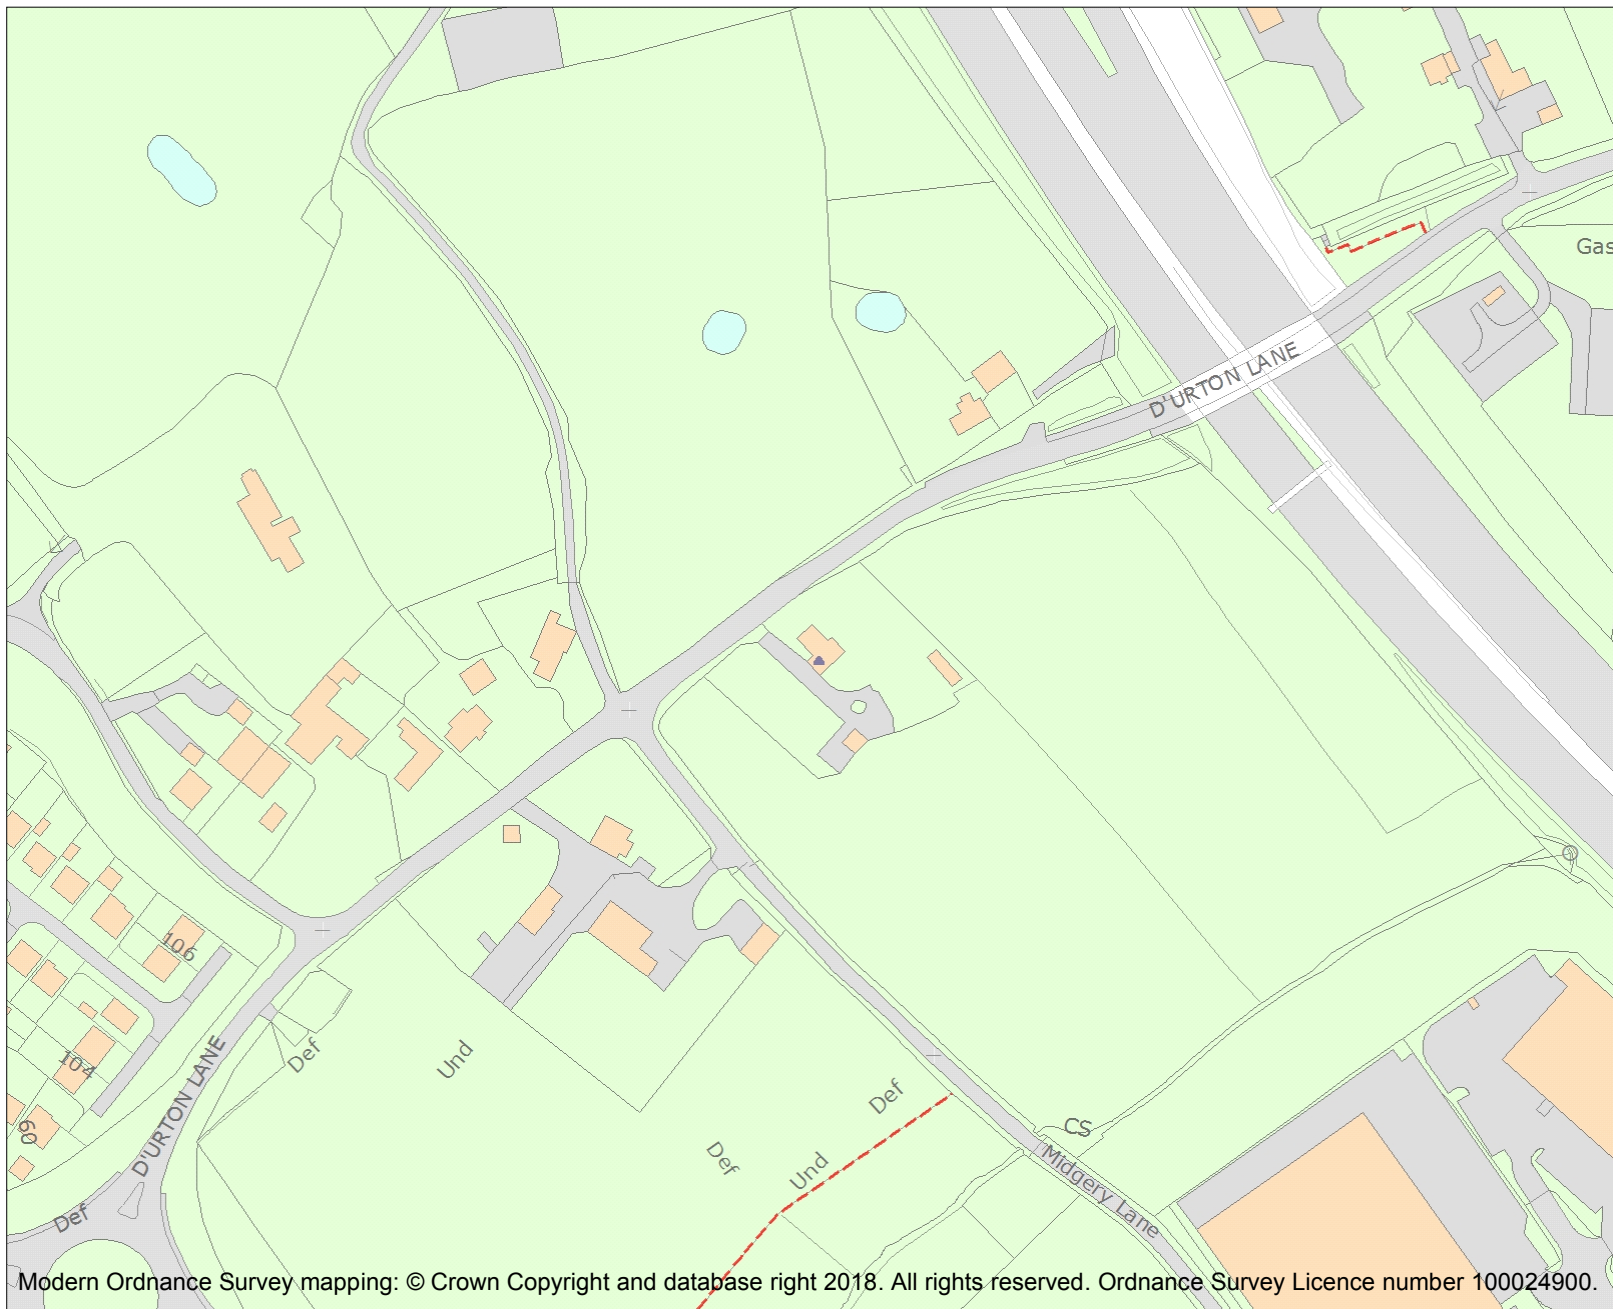 Gas
D'URTON LANE
106
104
60
D'URTON LANE
Def
Und
Def
Def
Und
Def
CS
Midgery Lane
Modern Ordnance Survey mapping: © Crown Copyright and database right 2018. All rights reserved. Ordnance Survey Licence number 100024900.